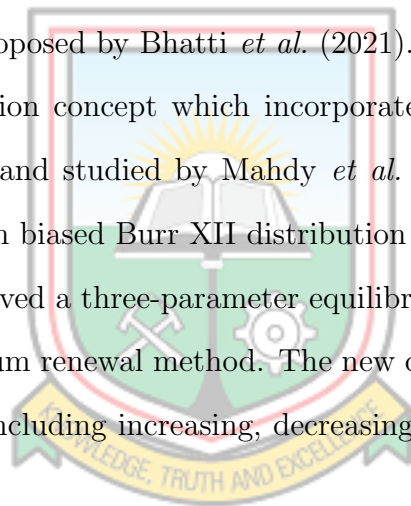 oposed by Bhatti et al. (2021).
ion concept which incorporate
and studied by Mahdy et al.
biased Burr XII distribution
ved a three-parameter equilibr
um renewal method. The new
ncluding increasing, decreasing
KNOWLEDGE, TRUTH AND EXCELLENCE